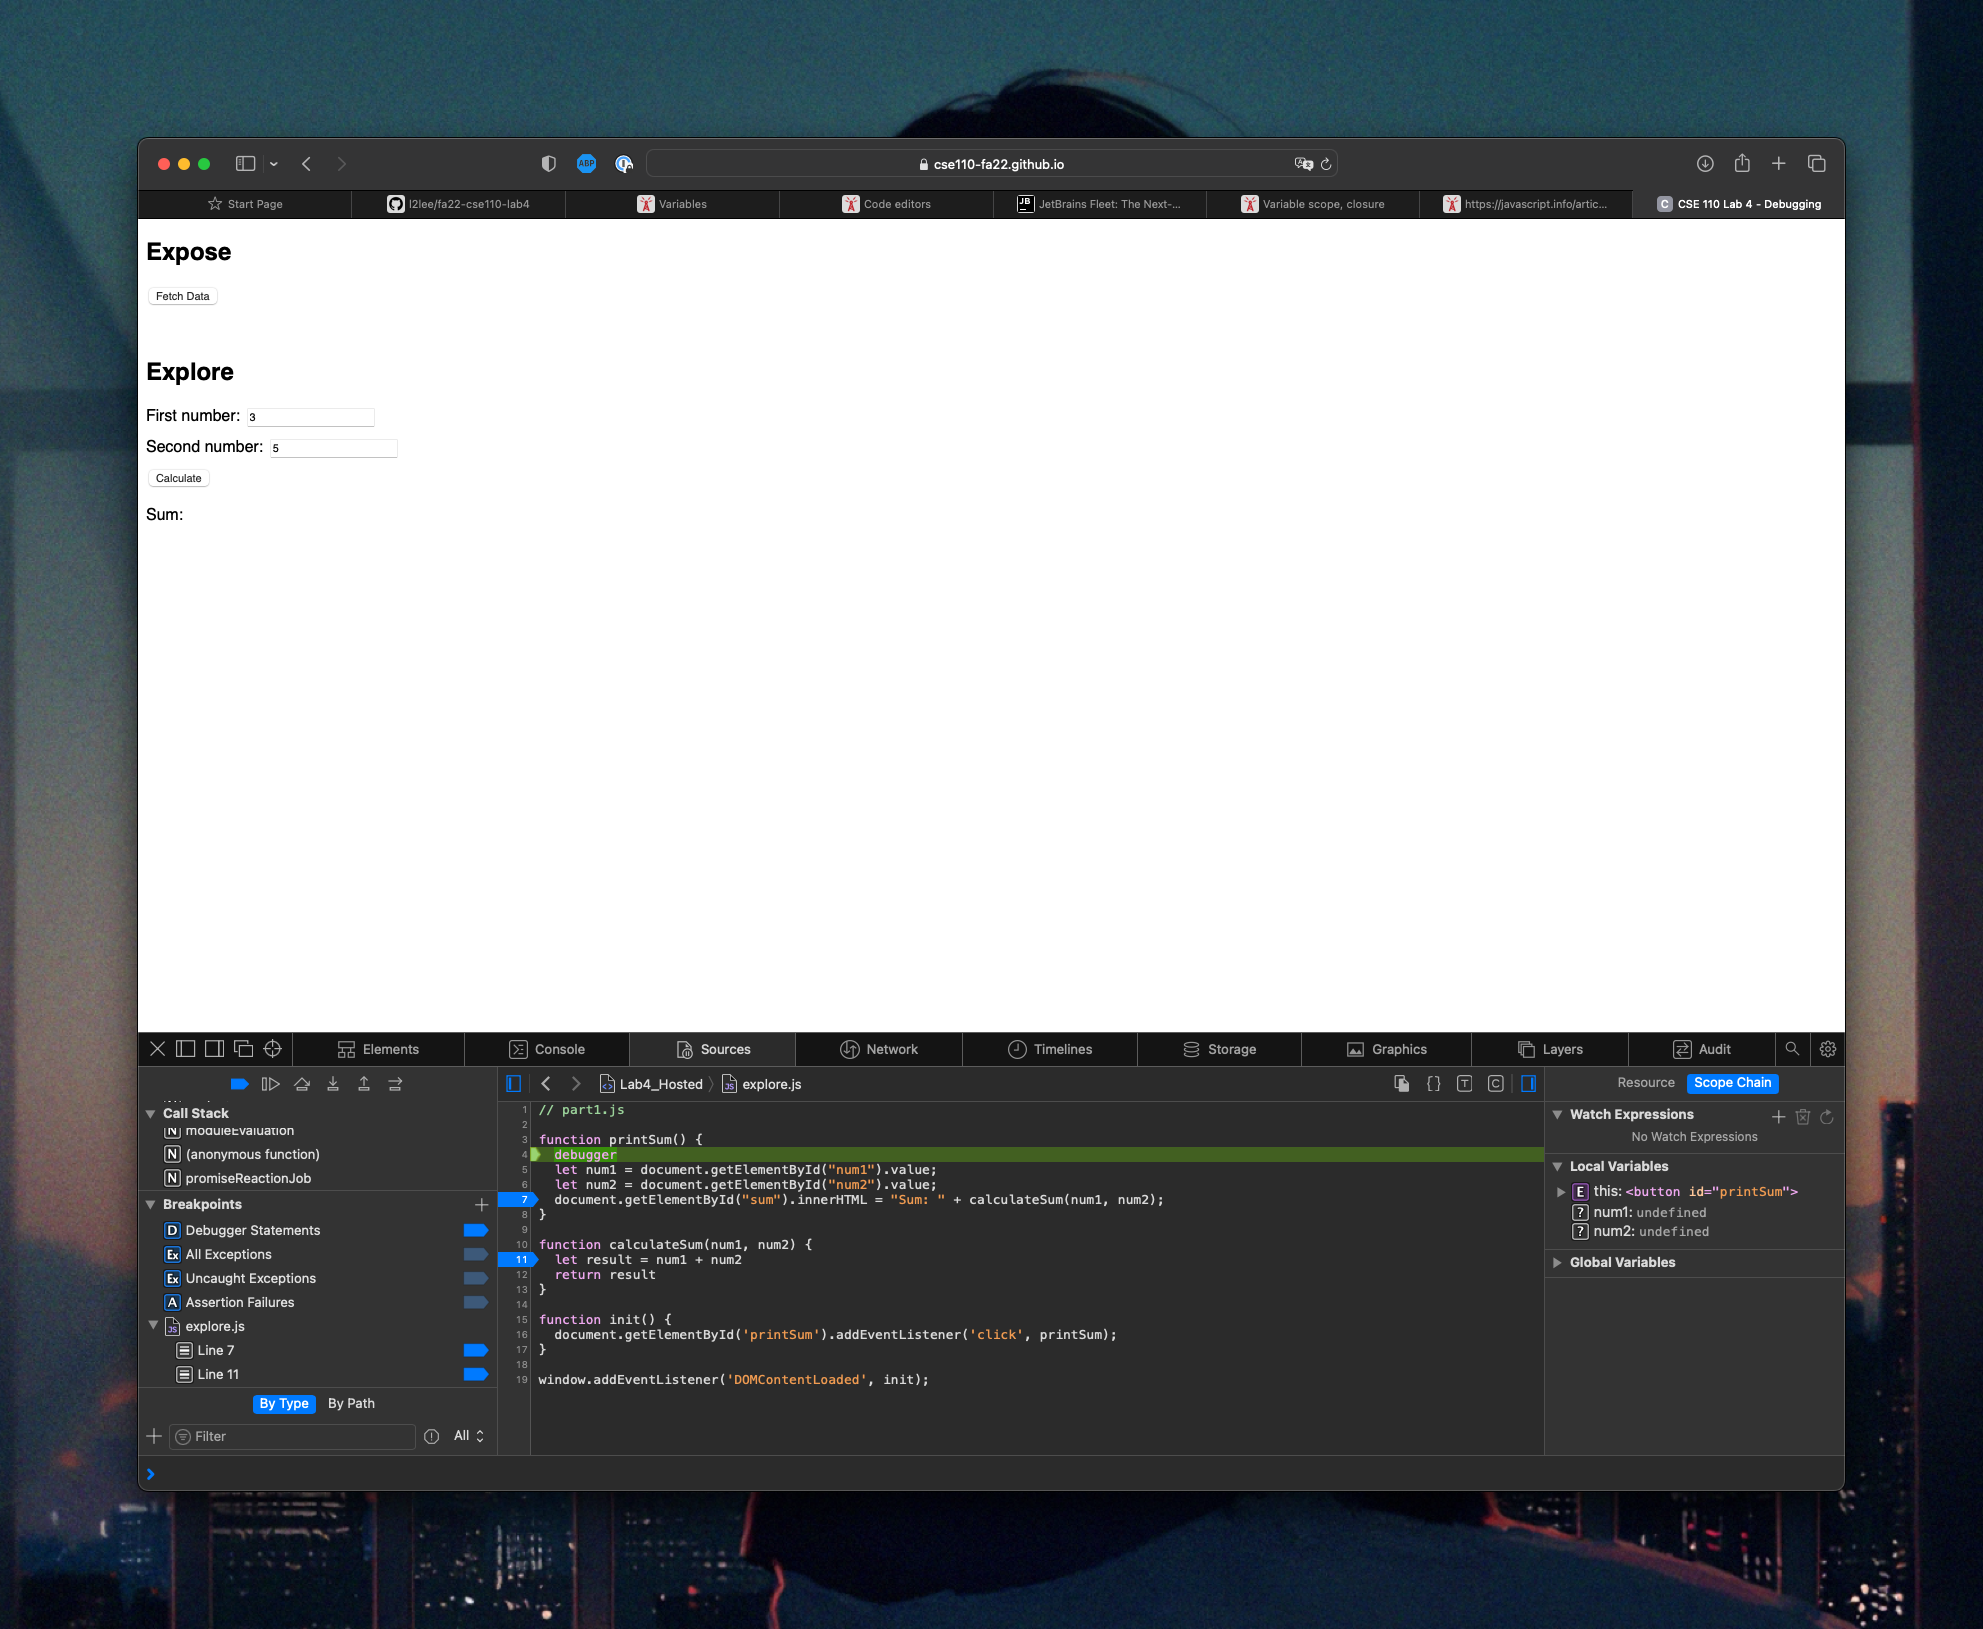 cse110-fa22.github.io
Start Page
l2lee/fa22-cse110-lab4
Variables
Code editors
JetBrains Fleet: The Next-...
Variable scope, closure
https://javascript.info/artic...
C CSE 110 Lab 4 - Debugging
ABP
JB
Expose
Fetch Data
Explore
First number: 3
Second number: 5
Calculate
Sum:
Elements
Console
Sources
Network
Timelines
Storage
Graphics
Layers
Audit
Lab4_Hosted
JS explore.js
{}
T
C
Resource
Scope Chain
Call Stack
N moduleEvaluation
N (anonymous function)
N promiseReactionJob
Breakpoints
D Debugger Statements
Ex All Exceptions
Ex Uncaught Exceptions
A Assertion Failures
JS explore.js
Line 7
Line 11
By Type By Path
Filter
All
1 // part1.js
2
3 function printSum() {
4 debugger
5 let num1 = document.getElementById("num1").value;
6 let num2 = document.getElementById("num2").value;
7 document.getElementById("sum").innerHTML = "Sum: " + calculateSum(num1, num2);
8 }
9
10 function calculateSum(num1, num2) {
11 let result = num1 + num2
12 return result
13 }
14
15 function init() {
16 document.getElementById('printSum').addEventListener('click', printSum);
17 }
18
19 window.addEventListener('DOMContentLoaded', init);
Watch Expressions
No Watch Expressions
Local Variables
E this: <button id="printSum">
? num1: undefined
? num2: undefined
Global Variables